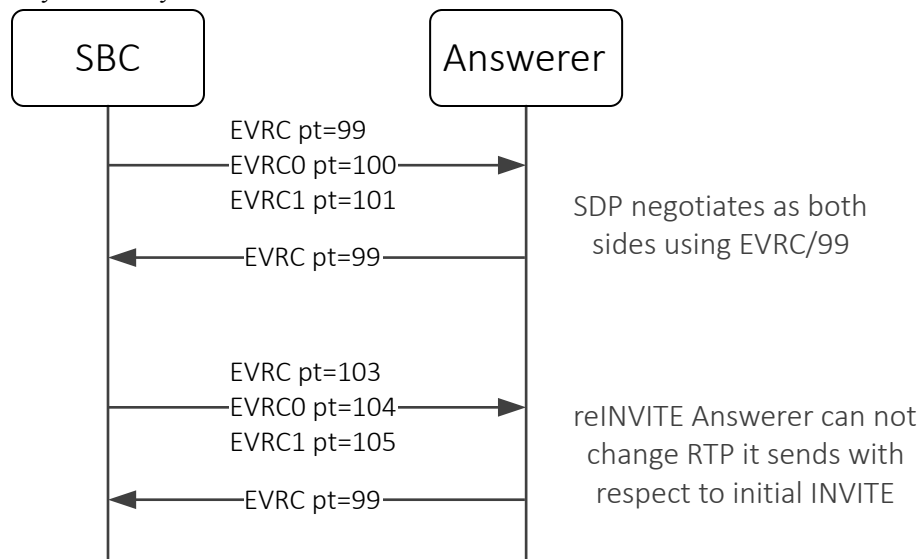 SBC
Answerer
EVRC pt=99
EVRC0 pt=100
EVRC1 pt=101
SDP negotiates as both
sides using EVRC/99
EVRC pt=99
EVRC pt=103
EVRC0 pt=104
EVRC1 pt=105
reINVITE Answerer can not
change RTP it sends with
respect to initial INVITE
EVRC pt=99